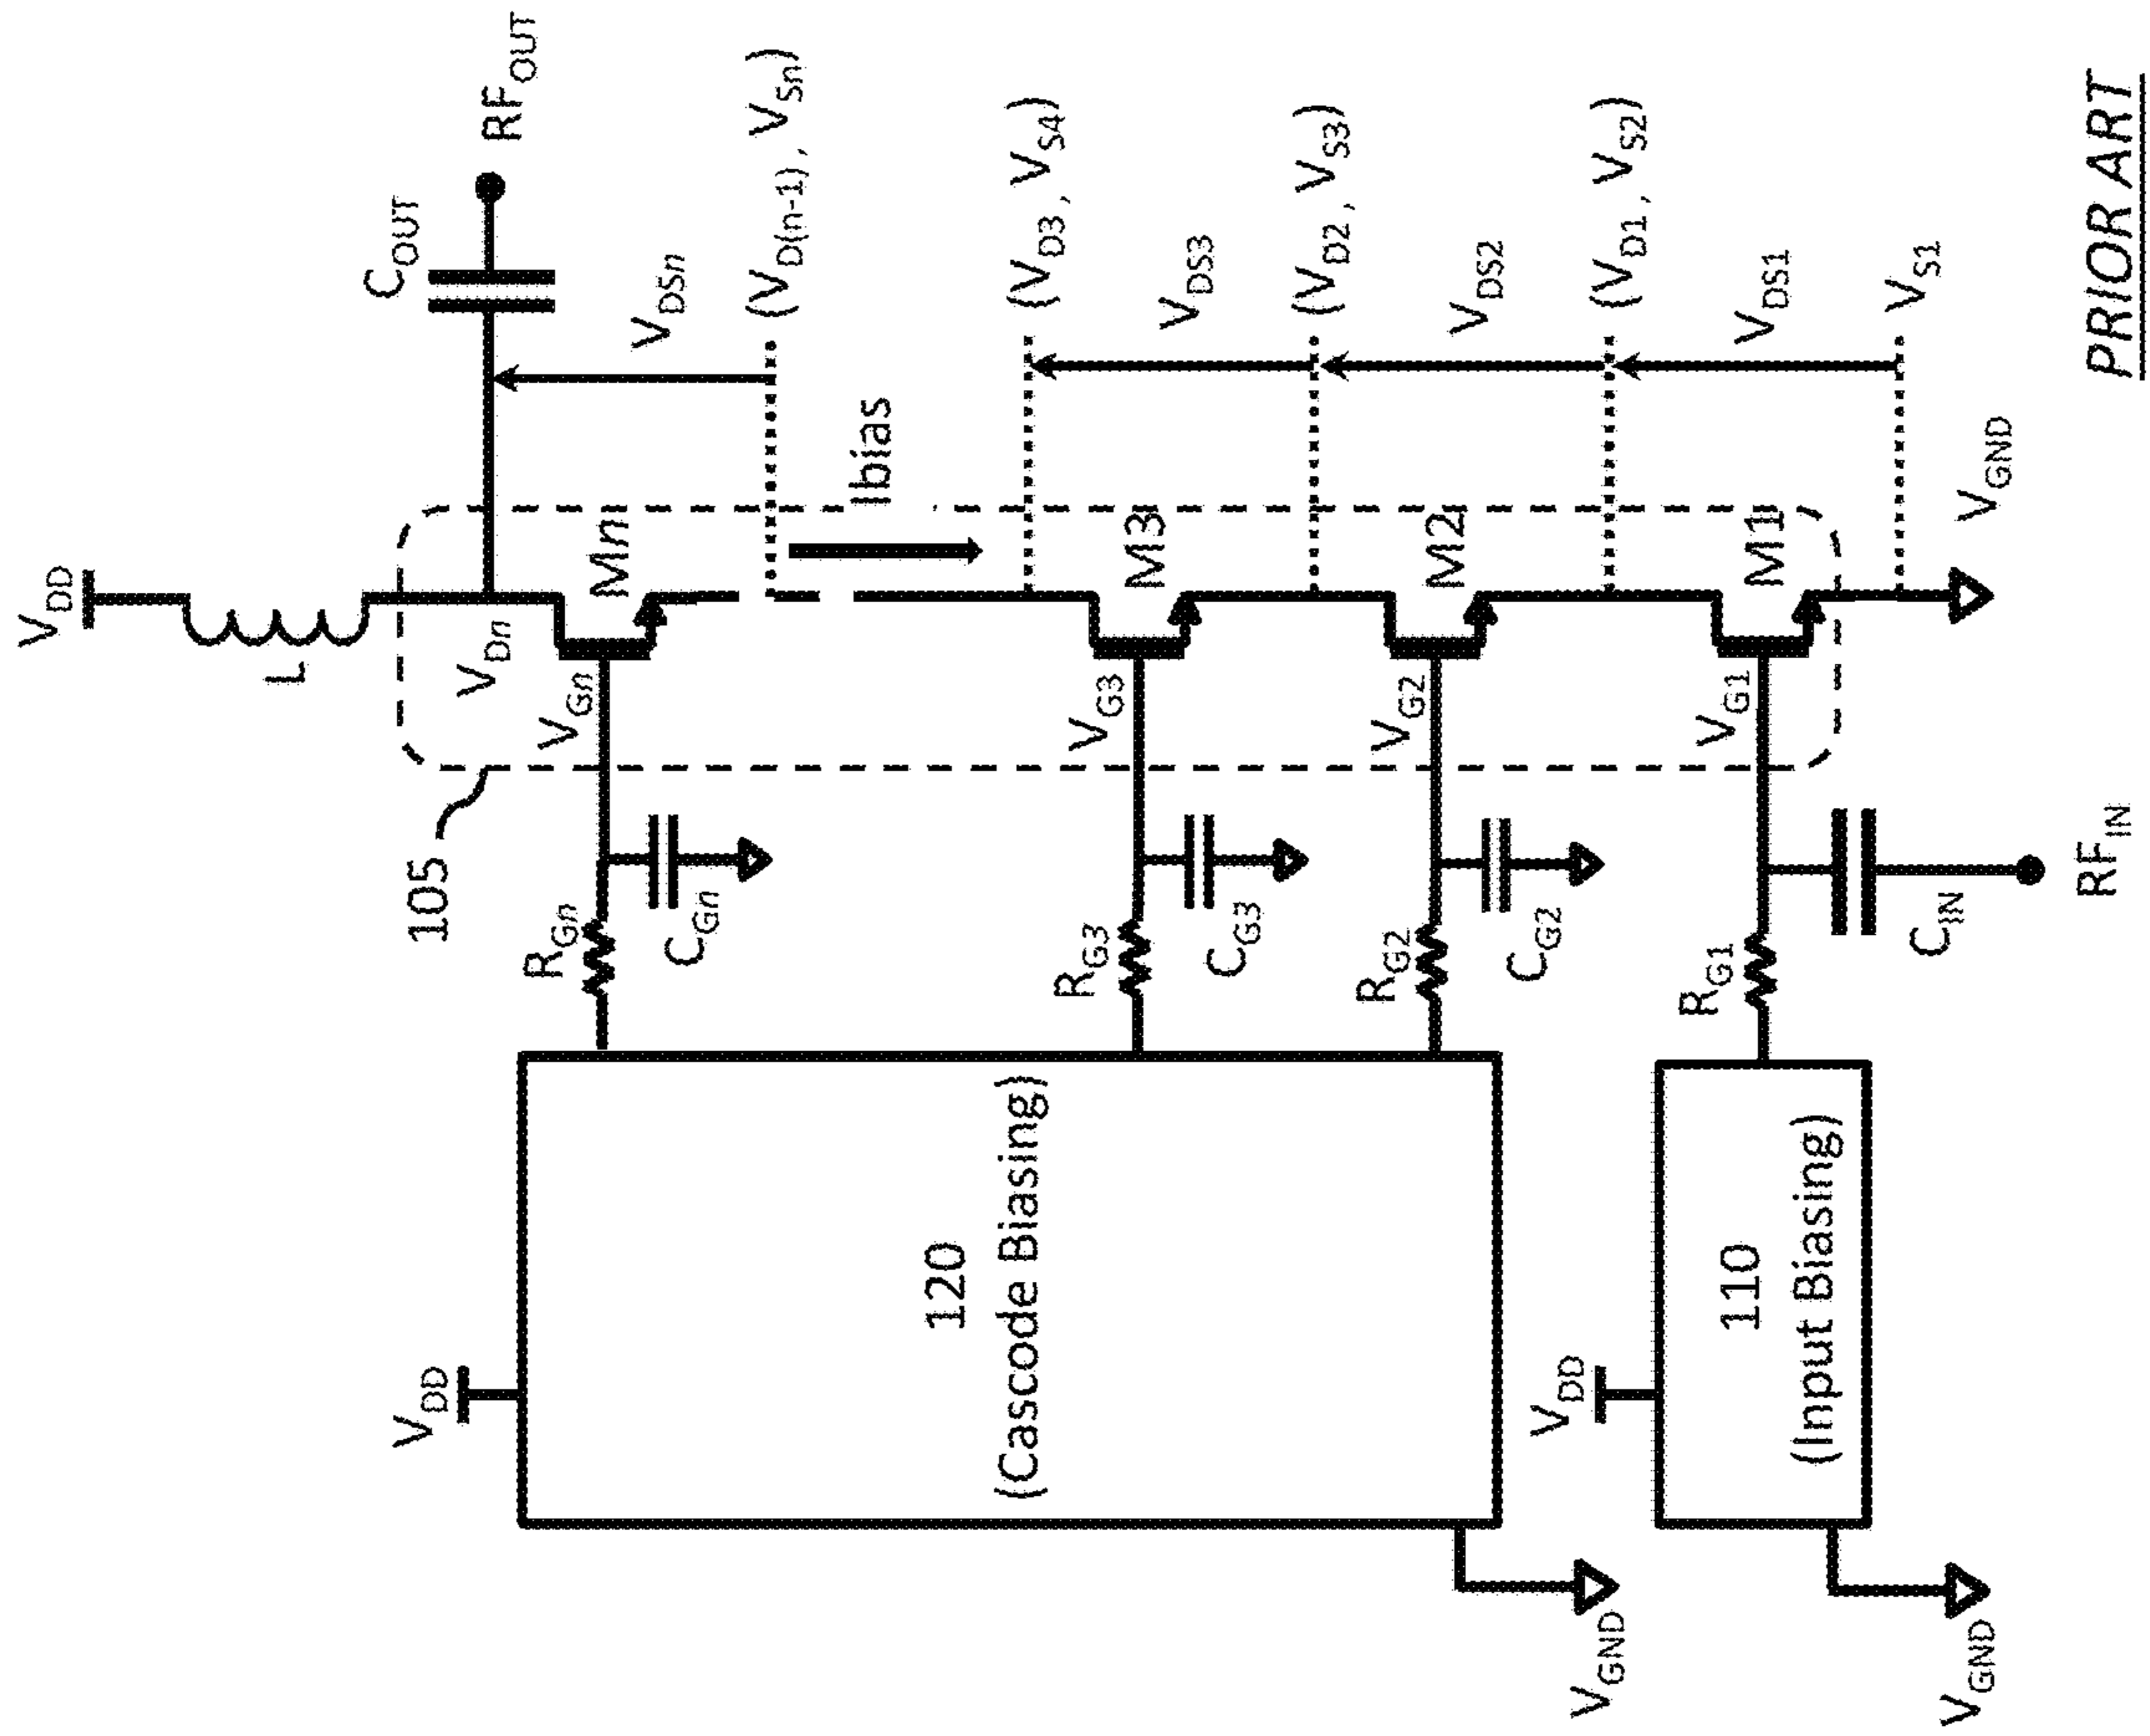 V_DD
L
V_Dn
C_OUT
RF_OUT
V_DSn
(V_D(n-1), V_Sn)
105
V_Gn
Mn
Ibias
R_Gn
C_Gn
V_DD
120
(Cascode Biasing)
V_GND
R_G3
C_G3
V_G3
M3
(V_D3, V_S4)
V_DS3
(V_D2, V_S3)
R_G2
C_G2
V_G2
M2
V_DS2
(V_D1, V_S2)
V_DD
110
(Input Biasing)
V_GND
R_G1
V_G1
M1
V_DS1
V_S1
C_IN
RF_IN
V_GND
PRIOR ART